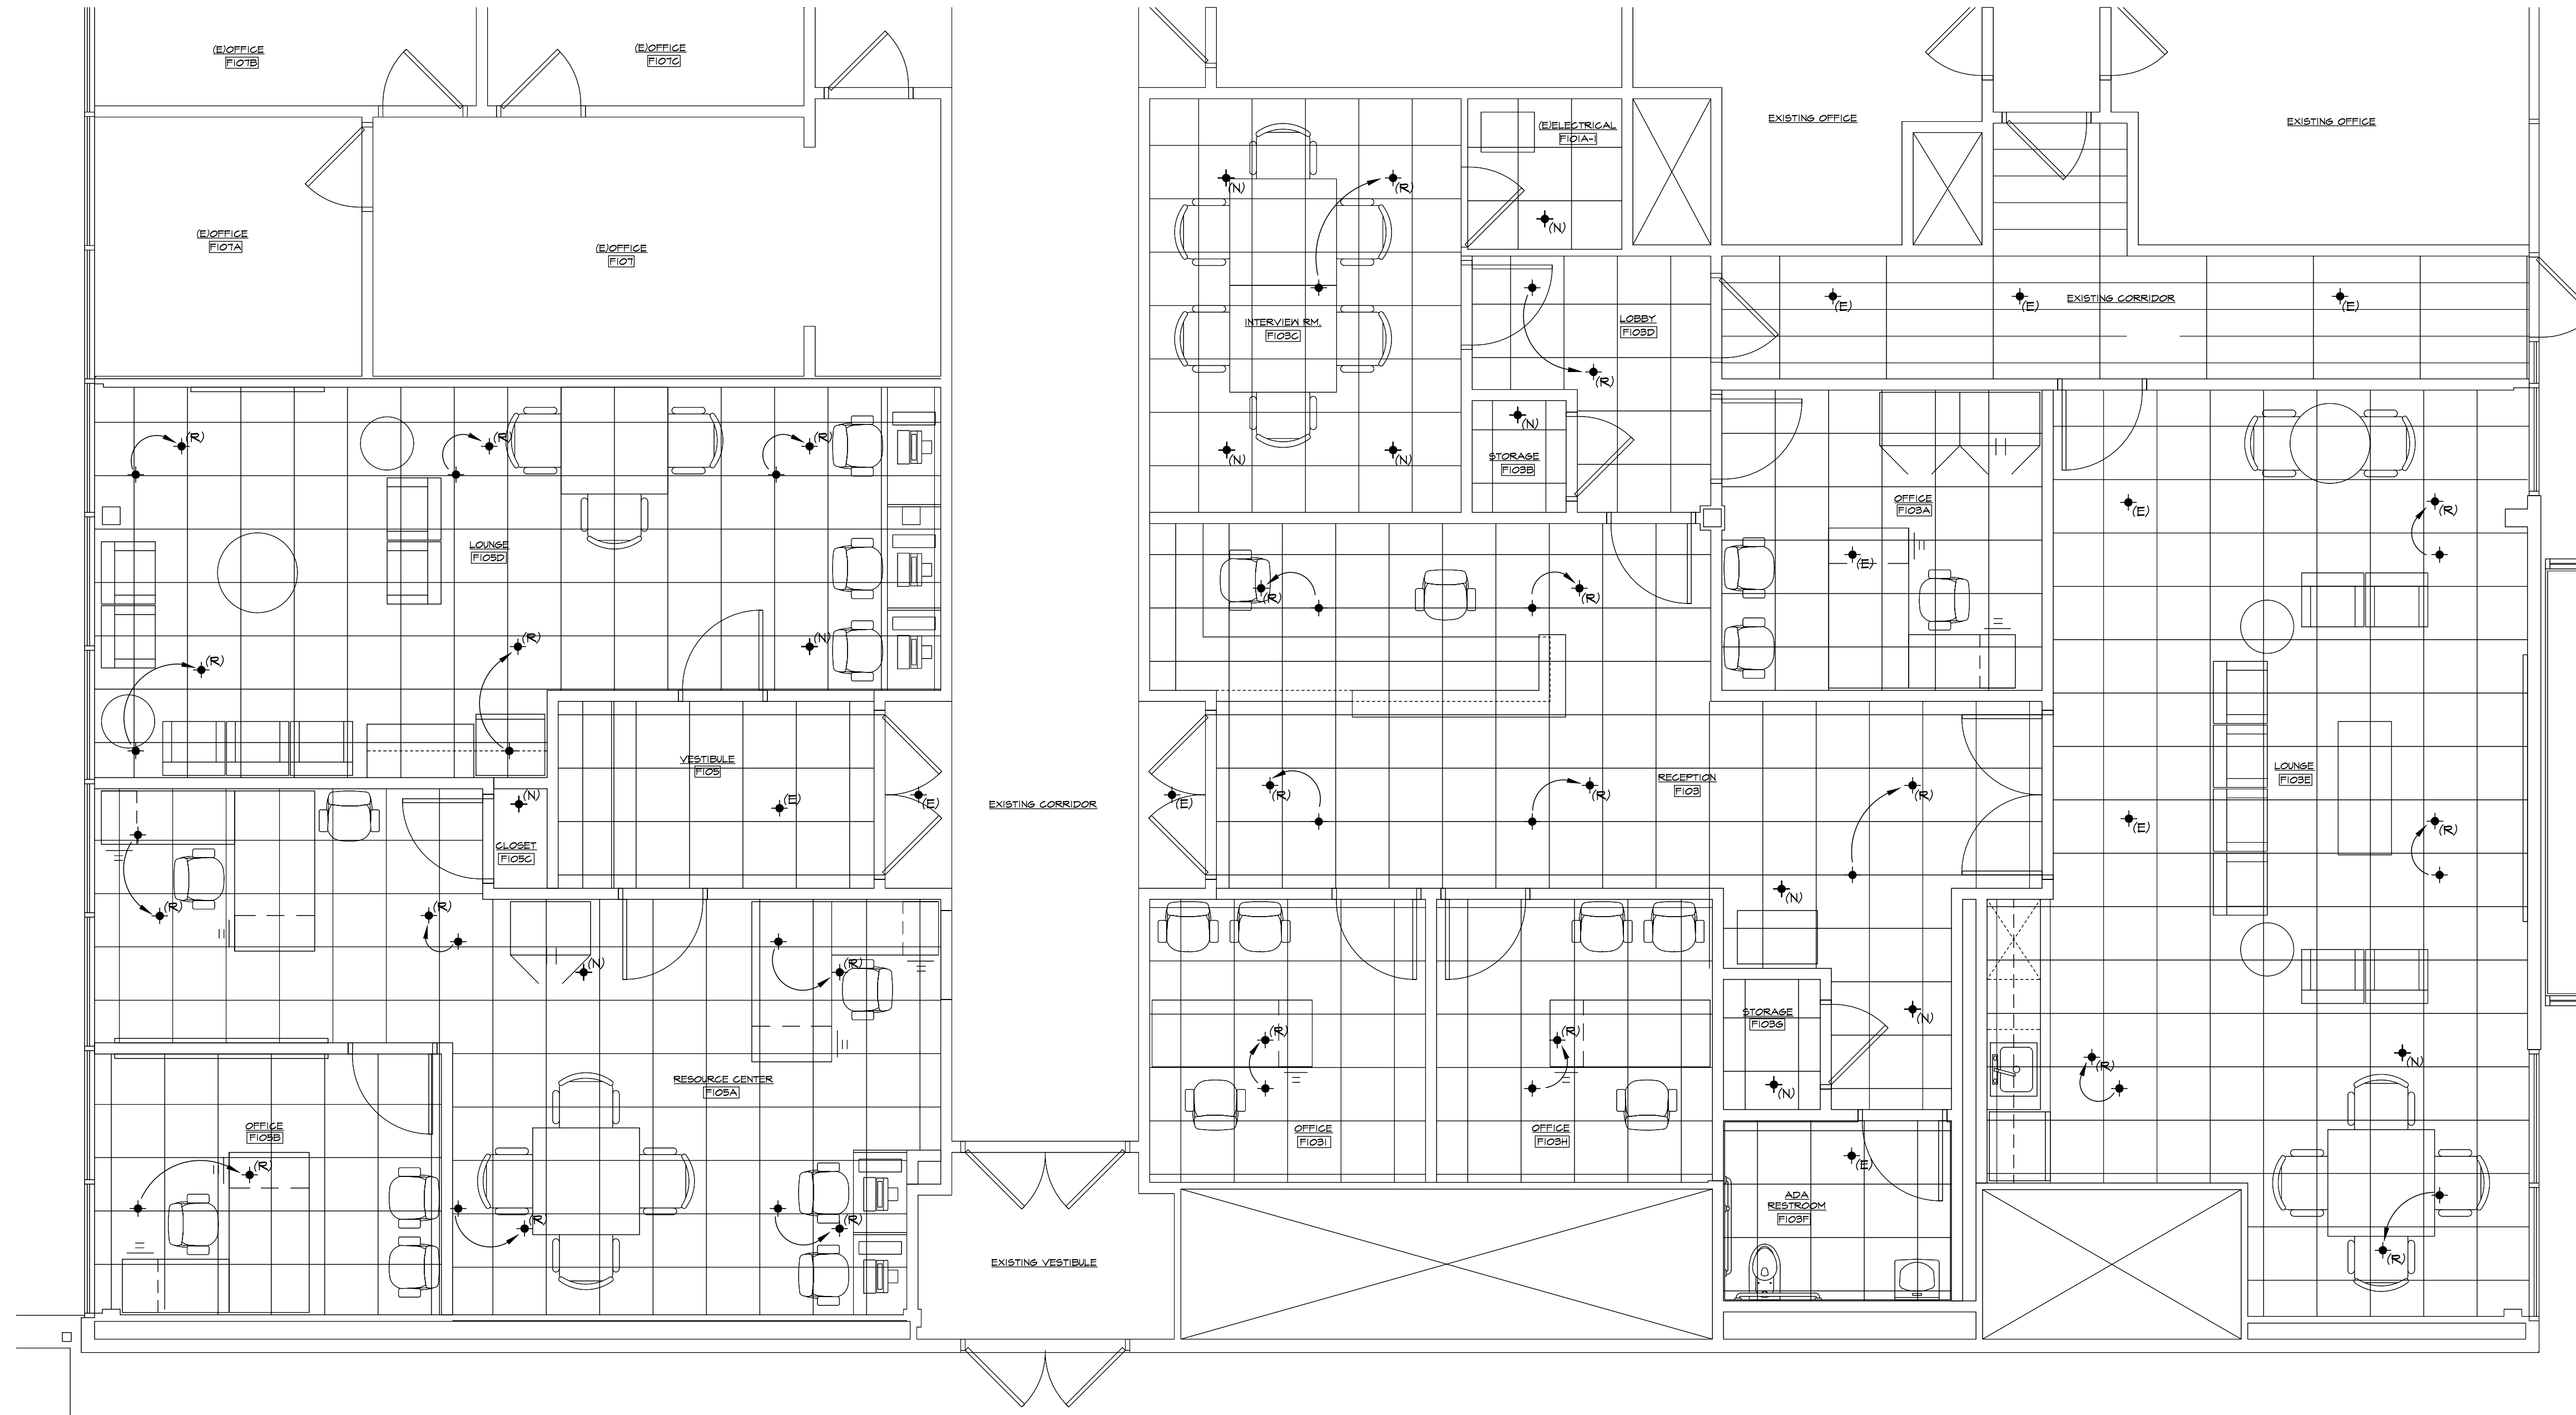 (E)OFFICE
F107B
(E)OFFICE
F107C
(E)OFFICE
F107A
(E)OFFICE
F107
(E)ELECTRICAL
F101A-1
EXISTING OFFICE
EXISTING OFFICE
(N)
(R)
(N)
(E)
(E)
EXISTING CORRIDOR
(E)
INTERVIEW RM.
F103C
LOBBY
F103D
(R)
(N)
(N)
(N)
STORAGE
F103B
(R)
(R)
(R)
LOUNGE
F105D
(R)
(R)
(N)
OFFICE
F103A
(E)
(E)
(R)
(R)
(R)
VESTIBULE
F105
(E)
(E)
EXISTING CORRIDOR
(E)
(R)
(R)
RECEPTION
F103
(R)
LOUNGE
F103E
(E)
(R)
(N)
CLOSET
F105C
(R)
(R)
(N)
(R)
(N)
(N)
STORAGE
F103G
(N)
(R)
(R)
(R)
(N)
RESOURCE CENTER
F105A
OFFICE
F105B
(R)
(R)
(R)
OFFICE
F103I
OFFICE
F103H
(E)
ADA
RESTROOM
F103F
(R)
EXISTING VESTIBULE